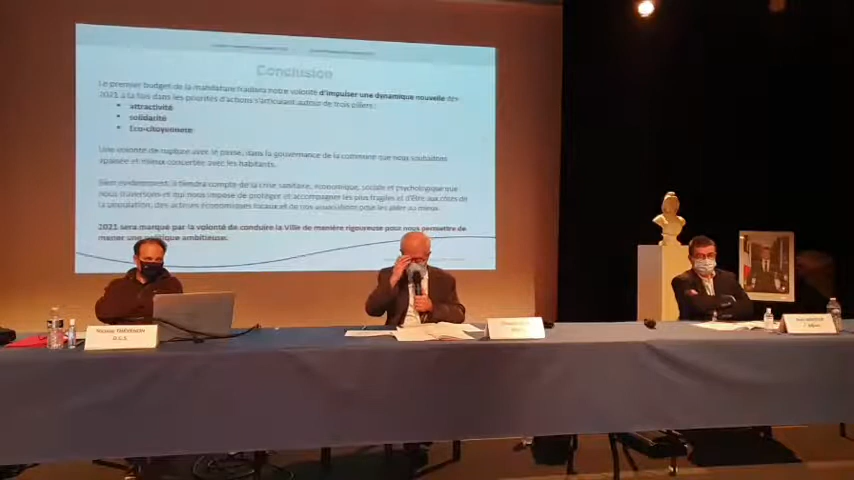 Conclusion
Le premier budget de la mandature traduira notre volonté d'impulser une dynamique nouvelle dès
2021 à la fois dans les priorités d'actions s'articulant autour de trois piliers :
• attractivité
• solidarité
• Eco-citoyenneté
Une volonté de rupture avec le passé, dans la gouvernance de la commune que nous souhaitons
apaisée et mieux concertée avec les habitants.
Bien évidemment, il tiendra compte de la crise sanitaire, économique, sociale et psychologique que
nous traversons et qui nous impose de protéger et accompagner les plus fragiles et d'être aux côtés de
la population, des acteurs économiques locaux et de nos associations pour les aider au mieux.
2021 sera marqué par la volonté de conduire la Ville de manière rigoureuse pour nous permettre de
mener une politique ambitieuse.
THÉVENON
D.G.S.